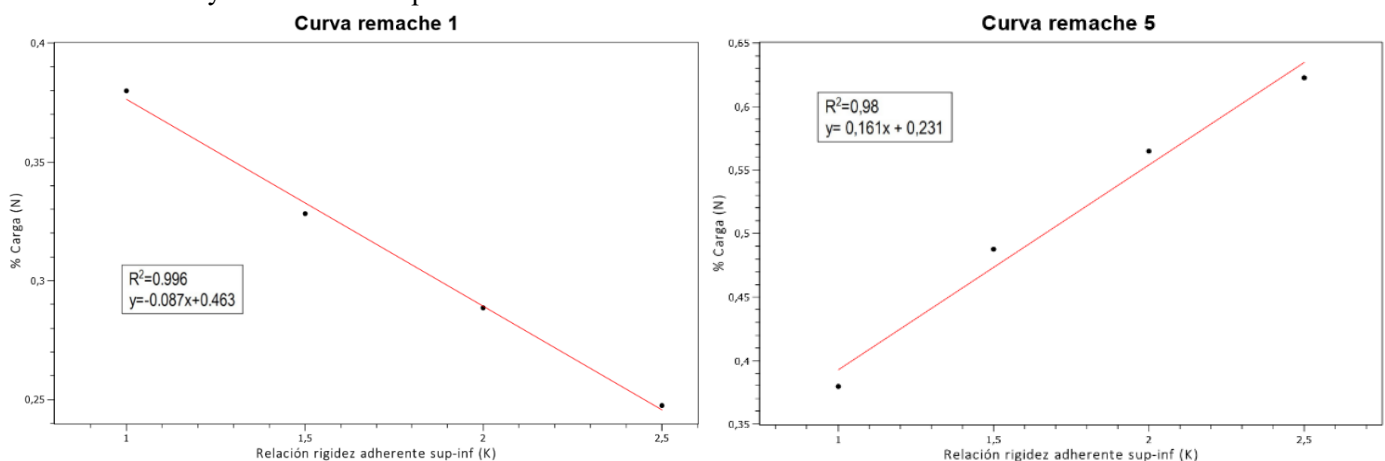 Curva remache 1
0,4
0,35
0,3
0,25
% Carga (N)
R²=0.996
y=-0.087x+0.463
1 1,5 2 2,5
Relación rigidez adherente sup-inf (K)
Curva remache 5
0,65
0,6
0,55
0,5
0,45
0,4
0,35
% Carga (N)
R²=0,98
y= 0,161x + 0,231
1 1,5 2 2,5
Relación rigidez adherente sup-inf (K)